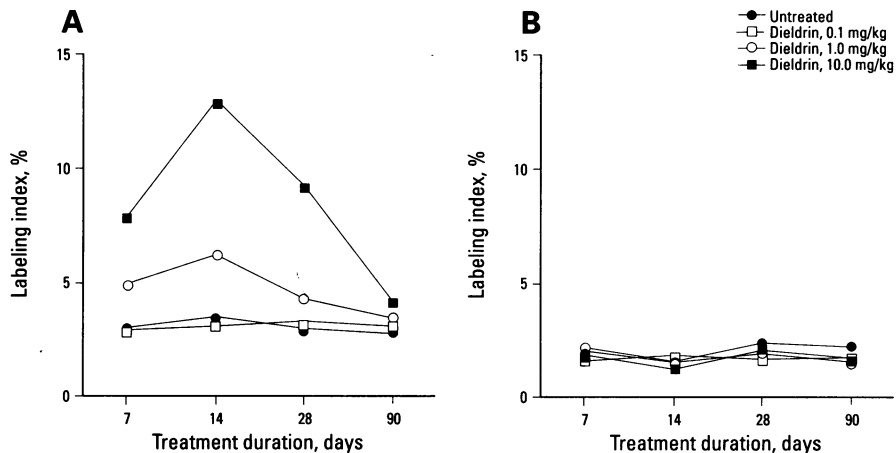 A
15
10
5
0
Labeling index, %
7 14 28 90
Treatment duration, days
B
Untreated
Dieldrin, 0.1 mg/kg
Dieldrin, 1.0 mg/kg
Dieldrin, 10.0 mg/kg
15
10
5
0
Labeling index, %
7 14 28 90
Treatment duration, days